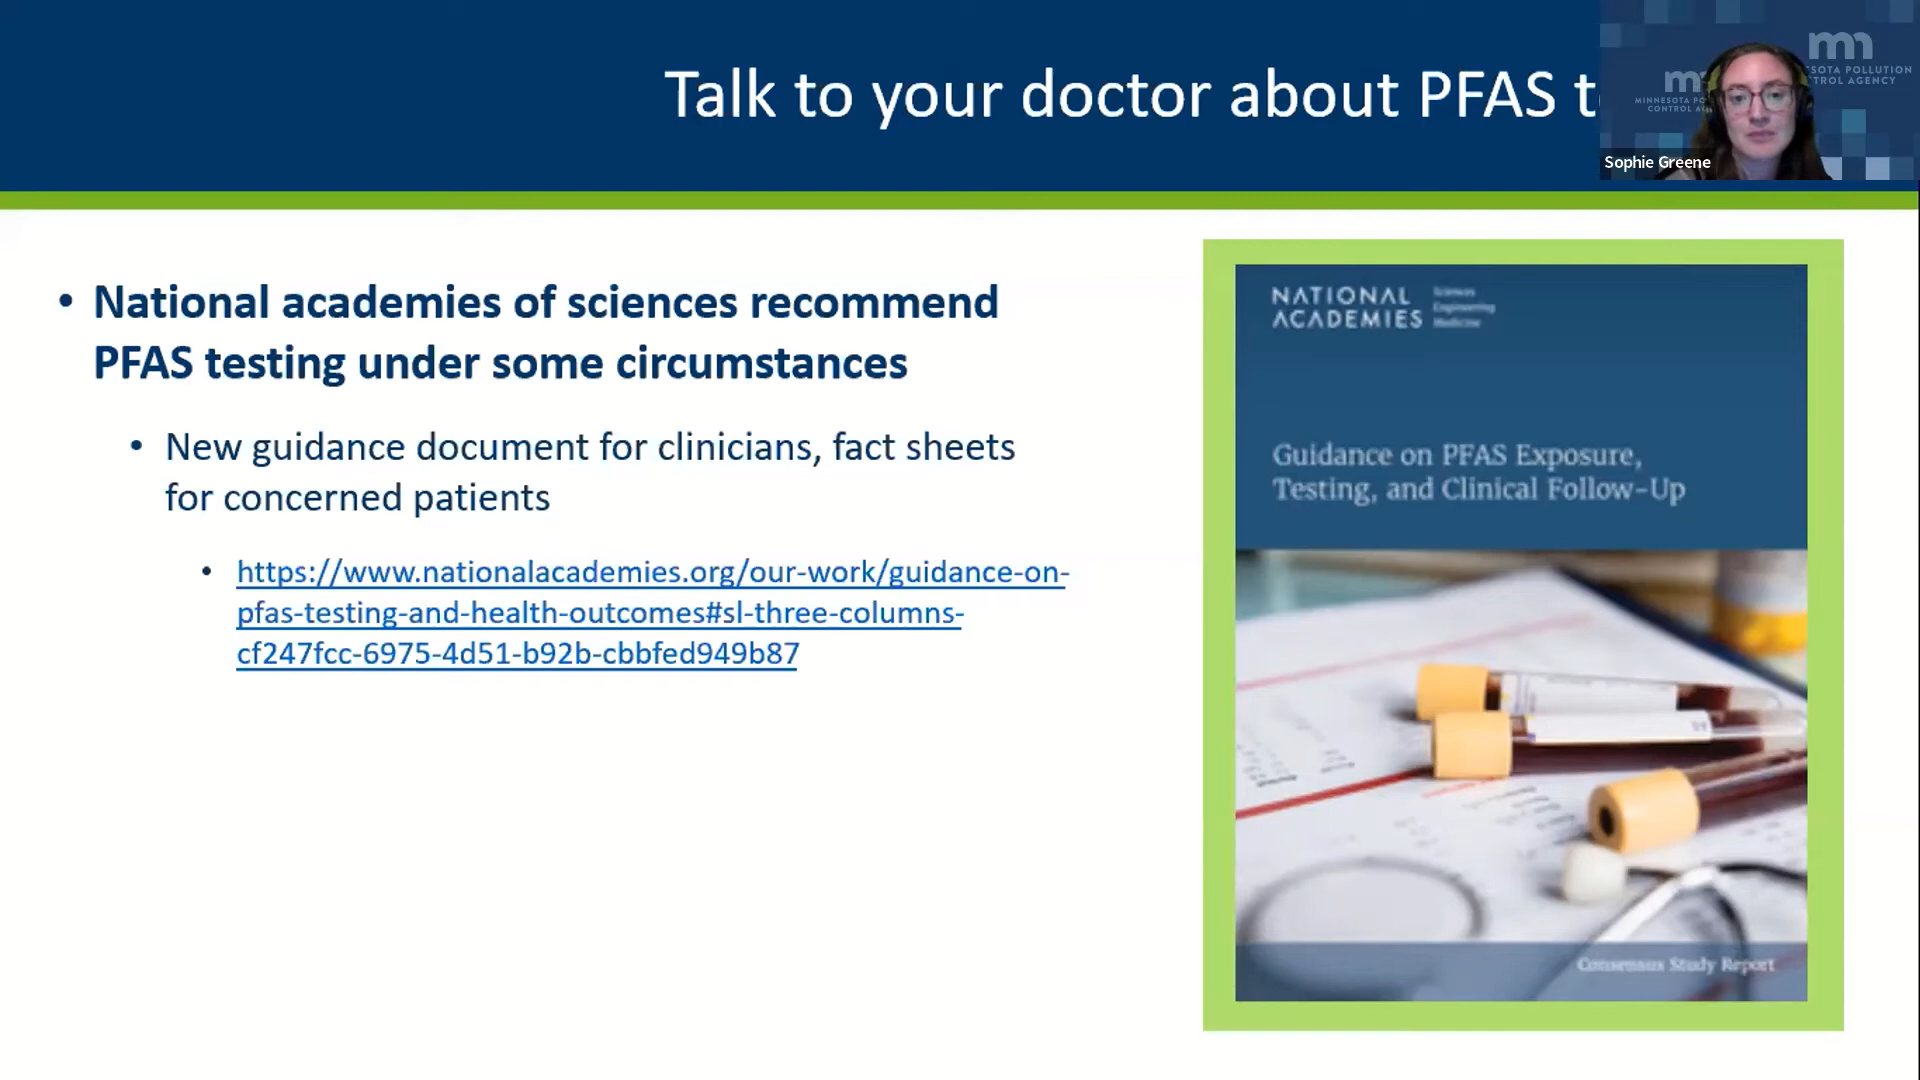 Talk to your doctor about PFAS
MINNESOTA POLLUTION
CONTROL AGENCY
Sophie Greene
• National academies of sciences recommend
PFAS testing under some circumstances
• New guidance document for clinicians, fact sheets
for concerned patients
• https://www.nationalacademies.org/our-work/guidance-on-
pfas-testing-and-health-outcomes#sl-three-columns-
cf247fcc-6975-4d51-b92b-cbbfed949b87
NATIONAL
ACADEMIES
Sciences
Engineering
Medicine
Guidance on PFAS Exposure,
Testing, and Clinical Follow-Up
Consensus Study Report